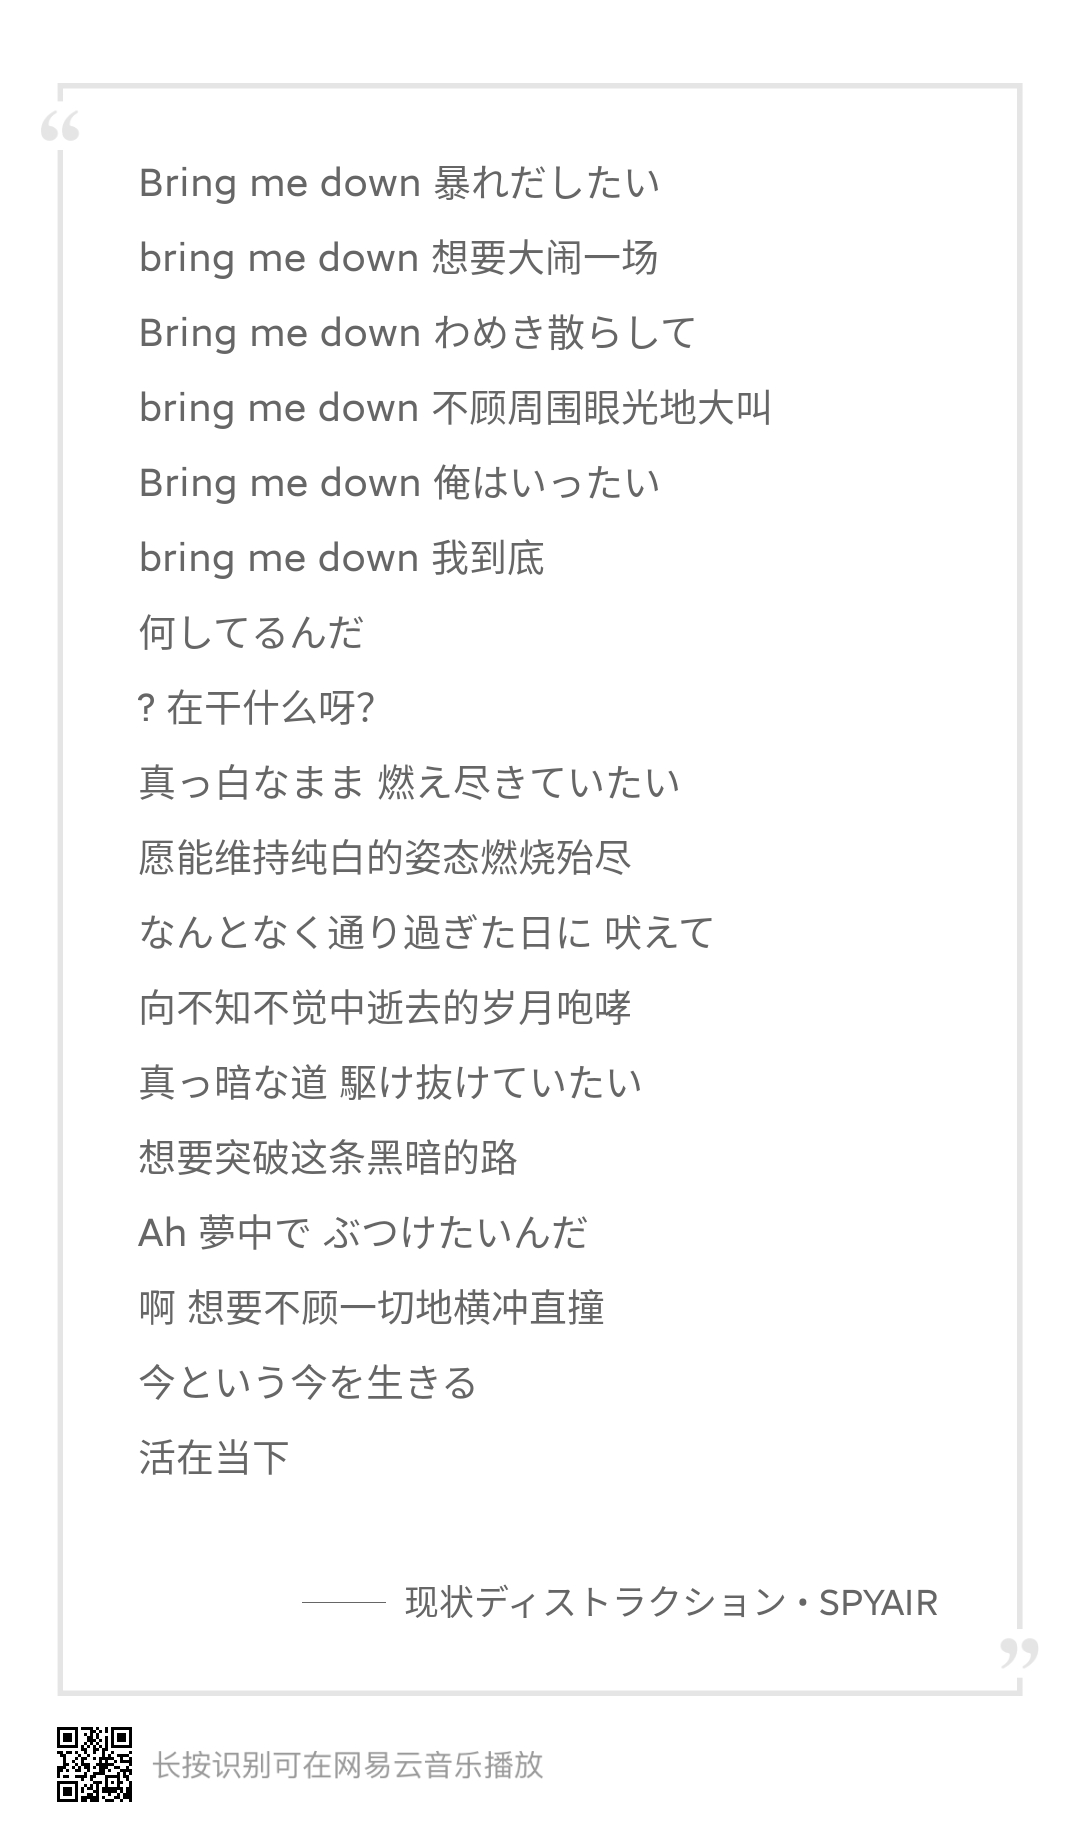 “
Bring me down 暴れだしたい
bring me down 想要大闹一场
Bring me down わめき散らして
bring me down 不顾周围眼光地大叫
Bring me down 俺はいったい
bring me down 我到底
何してるんだ
? 在干什么呀?
真っ白なまま 燃え尽きていたい
愿能维持纯白的姿态燃烧殆尽
なんとなく通り過ぎた日に 吠えて
向不知不觉中逝去的岁月咆哮
真っ暗な道 駆け抜けていたい
想要突破这条黑暗的路
Ah 夢中で ぶつけたいんだ
啊 想要不顾一切地横冲直撞
今という今を生きる
活在当下
—— 现状ディストラクション・SPYAIR
”
长按识别可在网易云音乐播放